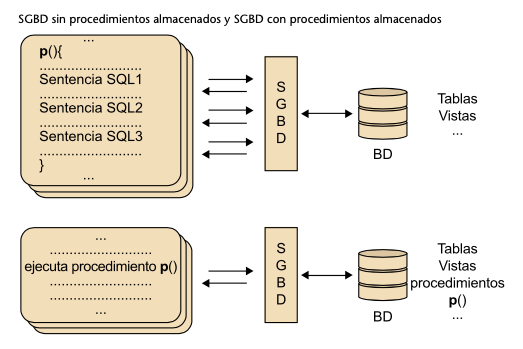 SGBD sin procedimientos almacenados y SGBD con procedimientos almacenados
...
p(){
..............................
Sentencia SQL1
..............................
Sentencia SQL2
..............................
Sentencia SQL3
..............................
}
...
S
G
B
D
BD
Tablas
Vistas
...
...
..............................
ejecuta procedimiento p()
..............................
..............................
...
S
G
B
D
BD
Tablas
Vistas
procedimientos
p()
...